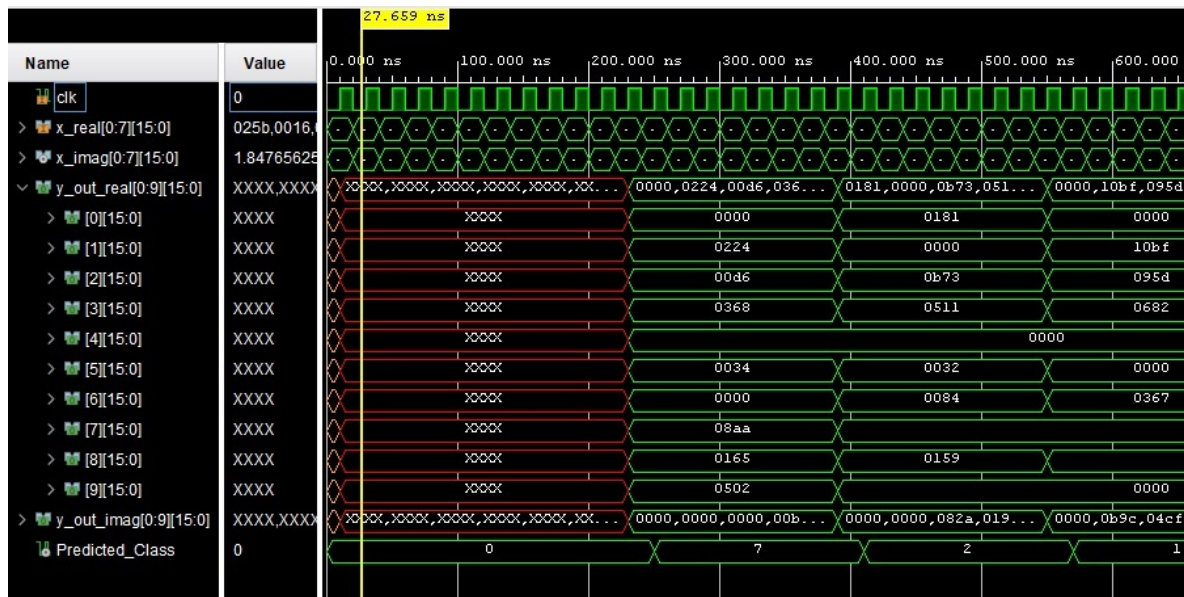 27.659 ns
Name Value 0.000 ns 100.000 ns 200.000 ns 300.000 ns 400.000 ns 500.000 ns 600.000
clk 0
x_real[0:7][15:0] 025b,0016,
x_imag[0:7][15:0] 1.84765625
y_out_real[0:9][15:0] XXXX,XXXX XXXX,XXXX,XXXX,XXXX,XXXX,XX... 0000,0224,00d6,036... 0181,0000,0b73,051... 0000,10bf,095d
[0][15:0] XXXX XXXX 0000 0181 0000
[1][15:0] XXXX XXXX 0224 0000 10bf
[2][15:0] XXXX XXXX 00d6 0b73 095d
[3][15:0] XXXX XXXX 0368 0511 0682
[4][15:0] XXXX XXXX 0000
[5][15:0] XXXX XXXX 0034 0032 0000
[6][15:0] XXXX XXXX 0000 0084 0367
[7][15:0] XXXX XXXX 08aa
[8][15:0] XXXX XXXX 0165 0159
[9][15:0] XXXX XXXX 0502 0000
y_out_imag[0:9][15:0] XXXX,XXXX XXXX,XXXX,XXXX,XXXX,XXXX,XX... 0000,0000,0000,00b... 0000,0000,082a,019... 0000,0b9c,04cf
Predicted_Class 0 0 7 2 1